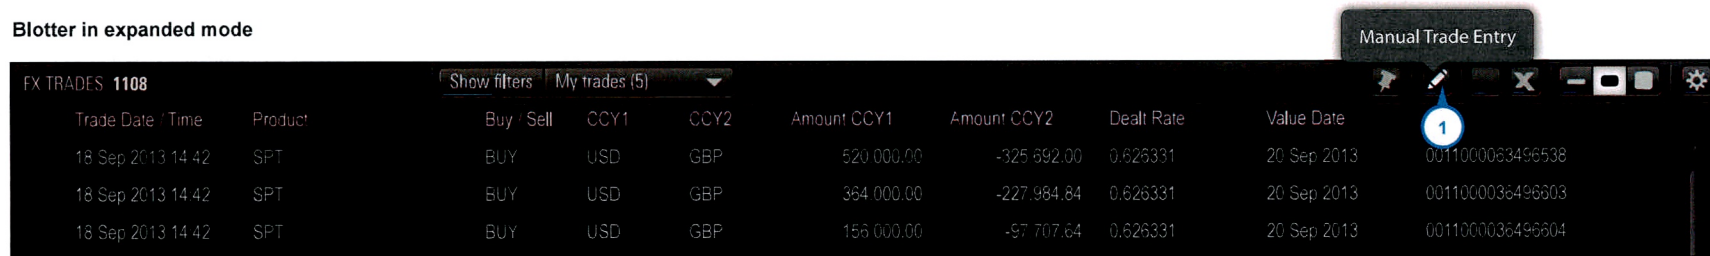 Blotter in expanded mode
Manual Trade Entry
FX TRADES 1108 Show filters My trades (5)
Trade Date / Time Product Buy / Sell CCY1 CCY2 Amount CCY1 Amount CCY2 Dealt Rate Value Date
1
18 Sep 2013 14:42 SPT BUY USD GBP 520,000.00 -325,692.00 0.626331 20 Sep 2013
18 Sep 2013 14:42 SPT BUY USD GBP 364,000.00 -227,984.84 0.626331 20 Sep 2013 0011000036496603
18 Sep 2013 14:42 SPT BUY USD GBP 156,000.00 -97,707.64 0.626331 20 Sep 2013 0011000036496604